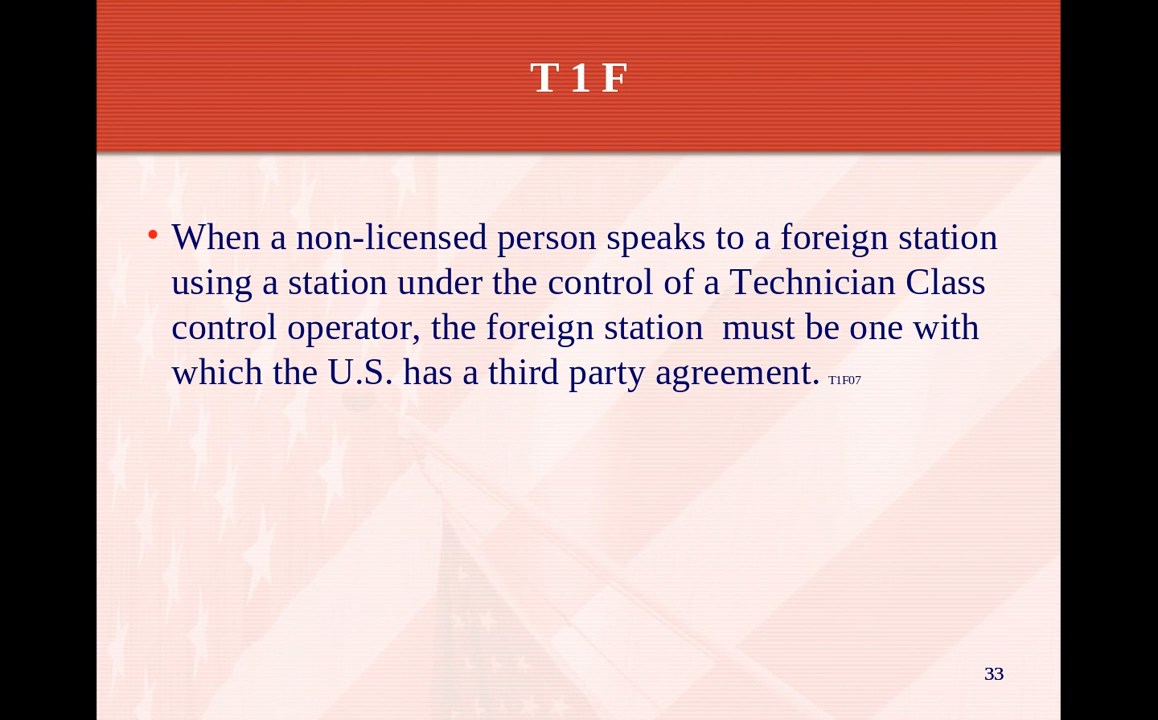 T 1 F
• When a non-licensed person speaks to a foreign station
using a station under the control of a Technician Class
control operator, the foreign station  must be one with
which the U.S. has a third party agreement. T1F07
33